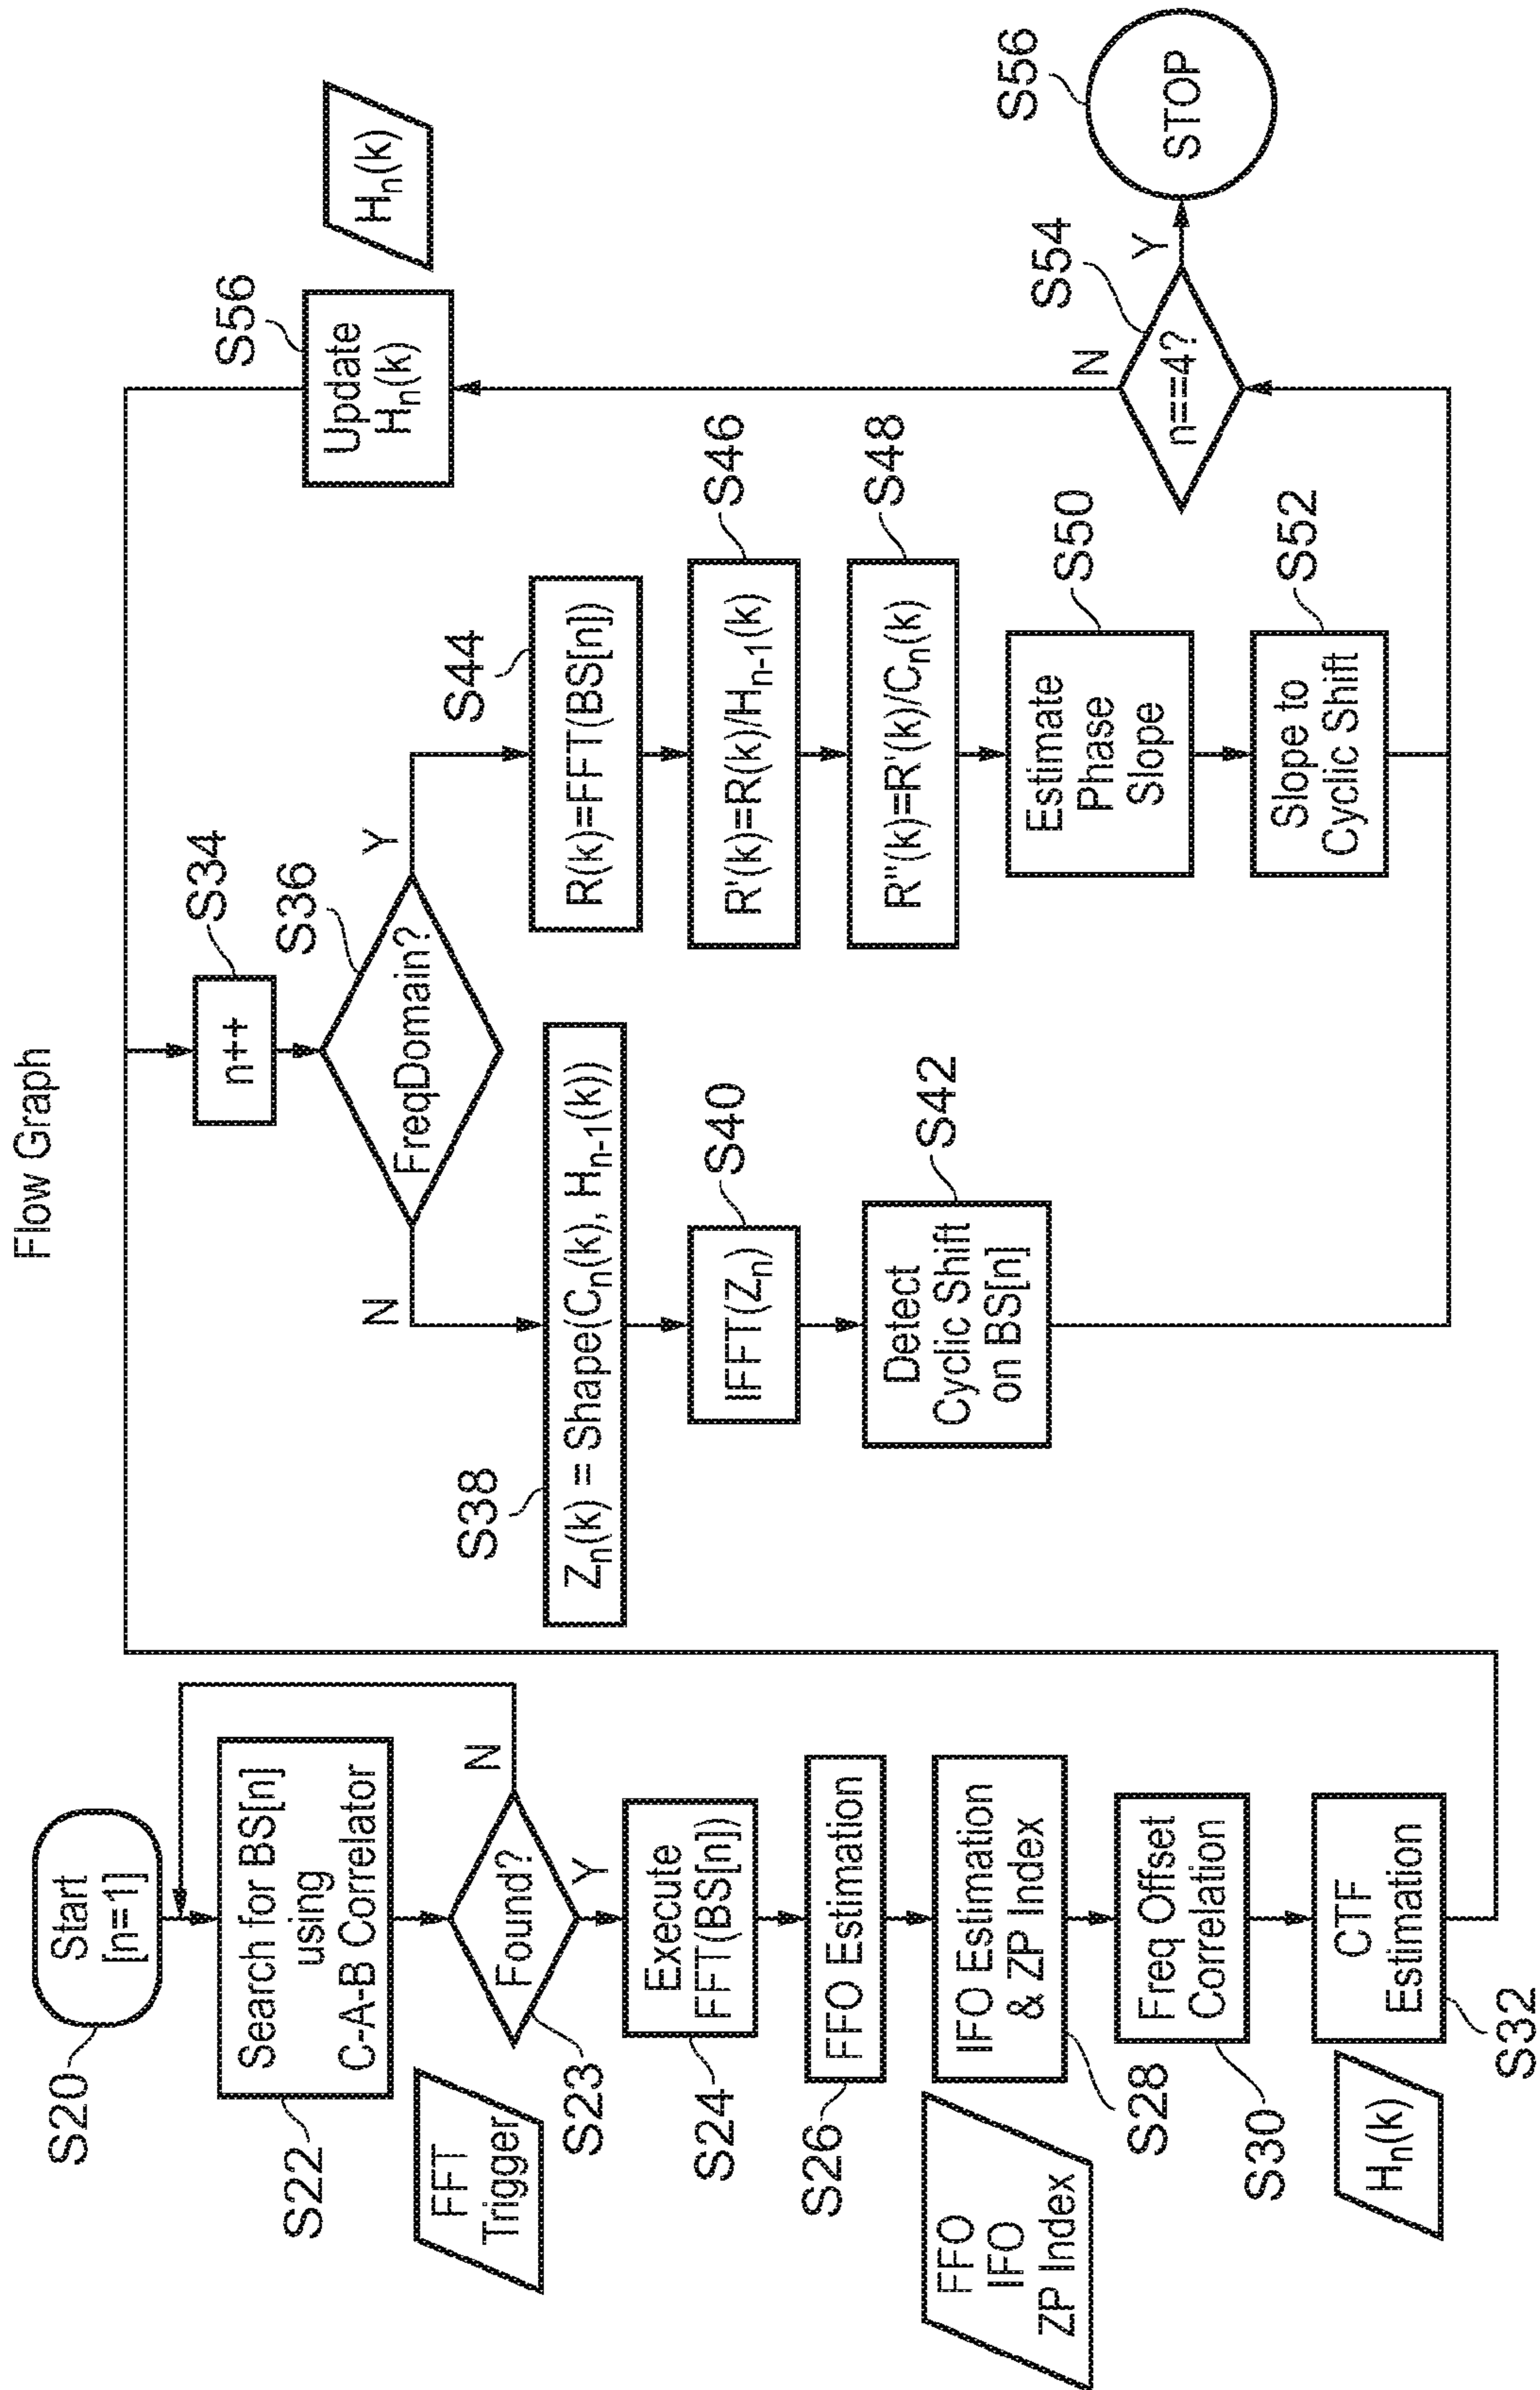 Flow Graph
Start
[n=1]
S20
Search for BS[n]
using
C-A-B Correlator
S22
FFT
Trigger
Found?
N
Y
S23
Execute
FFT(BS[n])
S24
FFO Estimation
S26
FFO
IFO
ZP Index
IFO Estimation
& ZP Index
S28
Freq Offset
Correlation
S30
Hn(k)
CTF
Estimation
S32
n++
S34
FreqDomain?
S36
N
Y
S38
Zn(k) = Shape(Cn(k), Hn-1(k))
IFFT(Zn)
S40
Detect
Cyclic Shift
on BS[n]
S42
S44
R(k)=FFT(BS[n])
R'(k)=R(k)/Hn-1(k)
S46
R''(k)=R'(k)/Cn(k)
S48
Estimate
Phase
Slope
S50
Slope to
Cyclic Shift
S52
Update
Hn(k)
S56
Hn(k)
n==4?
N
Y
S54
STOP
S56